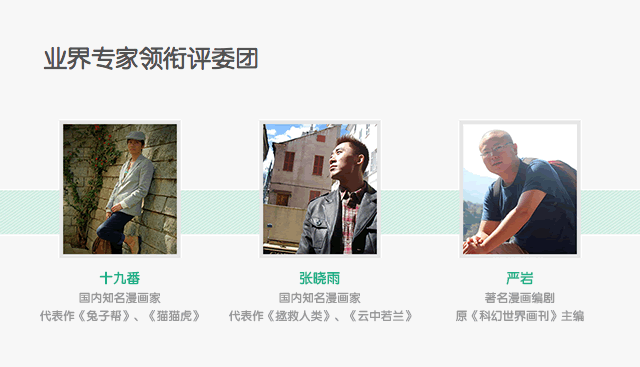 业界专家领衔评委团
十九番
国内知名漫画家
代表作《兔子帮》、《猫猫虎》
张晓雨
国内知名漫画家
代表作《拯救人类》、《云中若兰》
严岩
著名漫画编剧
原《科幻世界画刊》主编